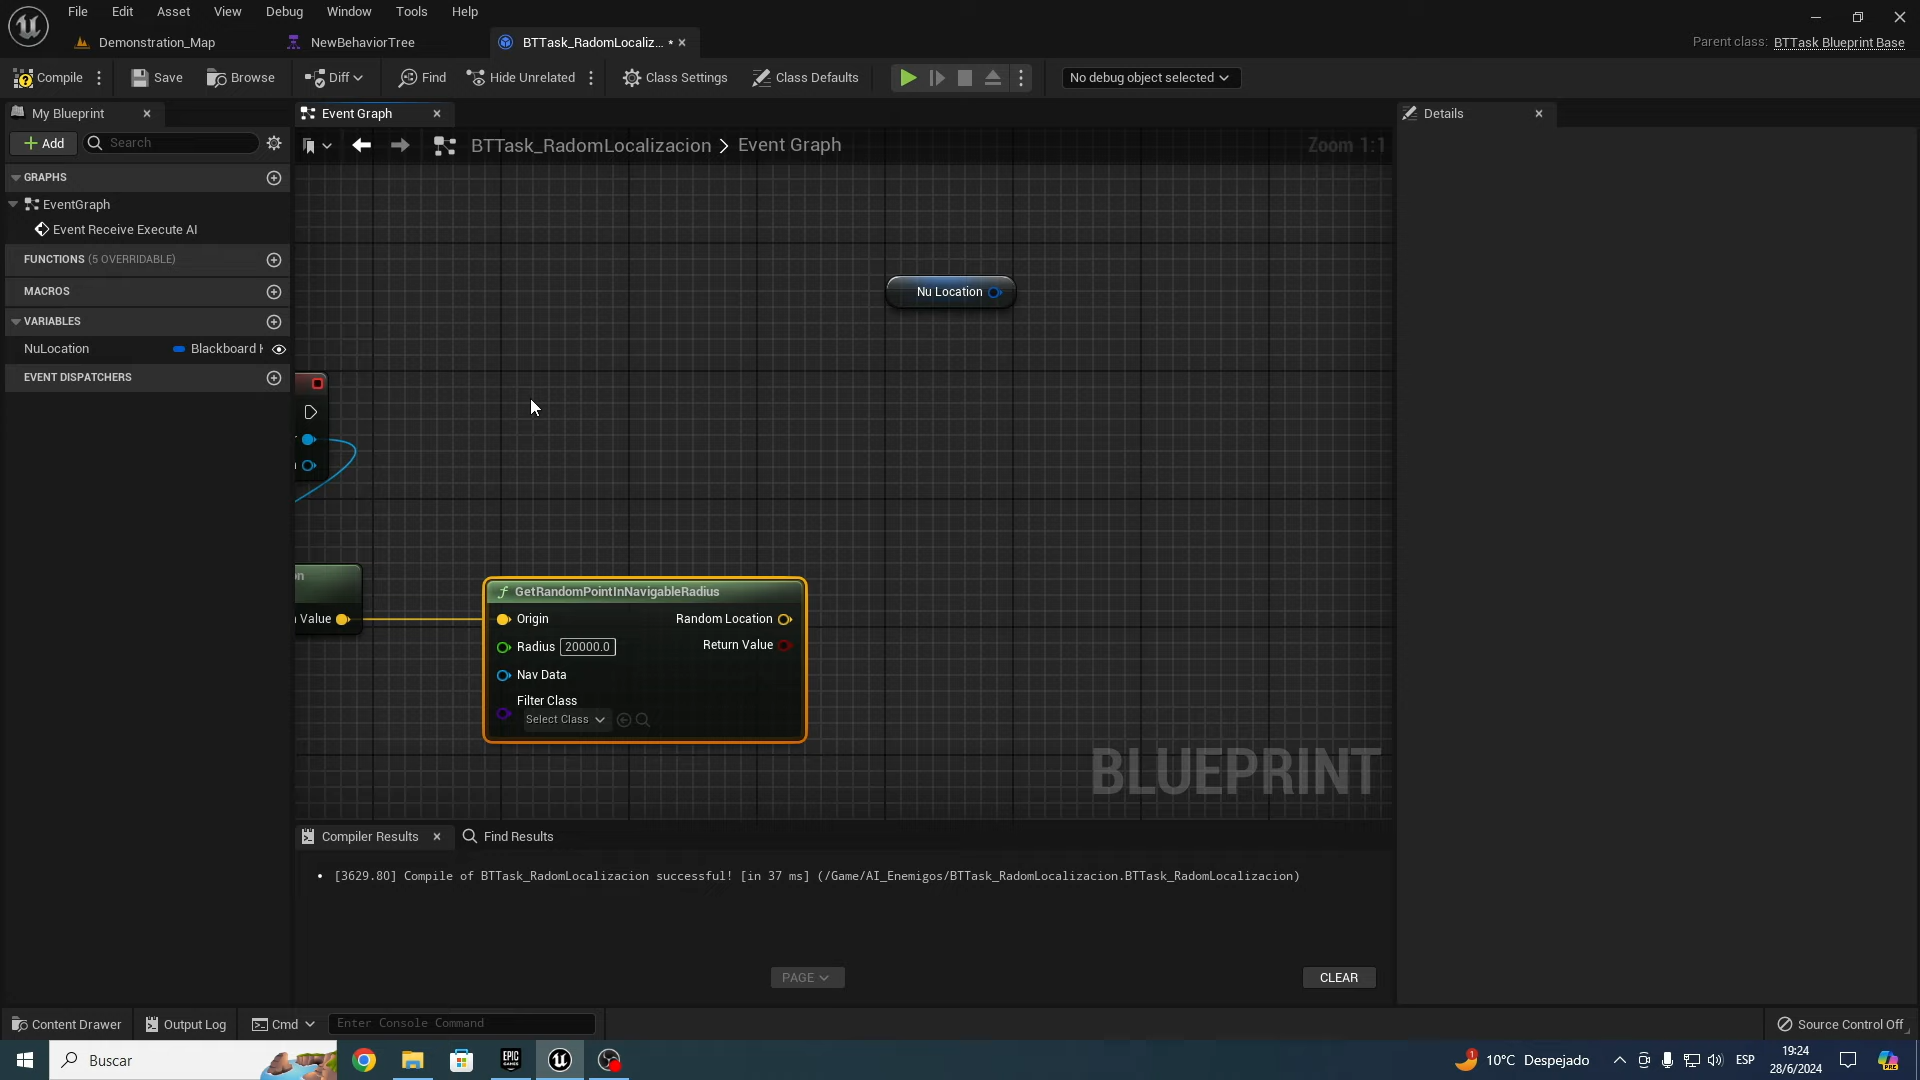 File Edit Asset View Debug Window Tools Help
Demonstration_Map
NewBehaviorTree
BTTask_RadomLocaliz... *
Parent class: BTTask Blueprint Base
Compile
Save
Browse
Diff
Find
Hide Unrelated
Class Settings
Class Defaults
No debug object selected
My Blueprint
Event Graph
Details
Add
Search
BTTask_RadomLocalizacion > Event Graph
Zoom 1:1
GRAPHS
EventGraph
Event Receive Execute AI
FUNCTIONS (5 OVERRIDABLE)
MACROS
VARIABLES
NuLocation
Blackboard
EVENT DISPATCHERS
Nu Location
on
Value
GetRandomPointInNavigableRadius
Origin
Random Location
Radius 20000.0
Return Value
Nav Data
Filter Class
Select Class
BLUEPRINT
Compiler Results
Find Results
• [3629.80] Compile of BTTask_RadomLocalizacion successful! [in 37 ms] (/Game/AI_Enemigos/BTTask_RadomLocalizacion.BTTask_RadomLocalizacion)
PAGE
CLEAR
Content Drawer
Output Log
Cmd
Enter Console Command
Source Control Off
Buscar
EPIC GAMES
1
10°C Despejado
ESP
19:24
28/6/2024
PRE